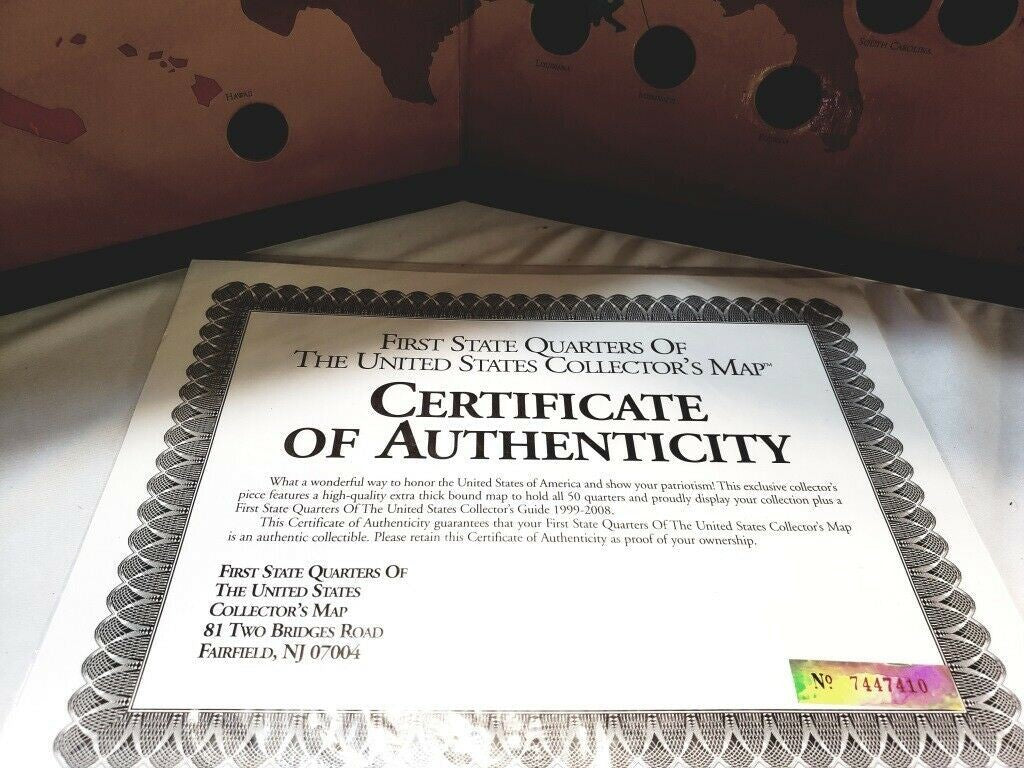 SOUTH CAROLINA
LOUISIANA
HAWAII
FIRST STATE QUARTERS OF
THE UNITED STATES COLLECTOR'S MAP™
CERTIFICATE
OF AUTHENTICITY
What a wonderful way to honor the United States of America and show your patriotism! This exclusive collector's
piece features a high-quality extra thick bound map to hold all 50 quarters and proudly display your collection plus a
First State Quarters Of The United States Collector's Guide 1999-2008.
This Certificate of Authenticity guarantees that your First State Quarters Of The United States Collector's Map
is an authentic collectible. Please retain this Certificate of Authenticity as proof of your ownership.
FIRST STATE QUARTERS OF
THE UNITED STATES
COLLECTOR'S MAP
81 TWO BRIDGES ROAD
FAIRFIELD, NJ 07004
Nº 7447410